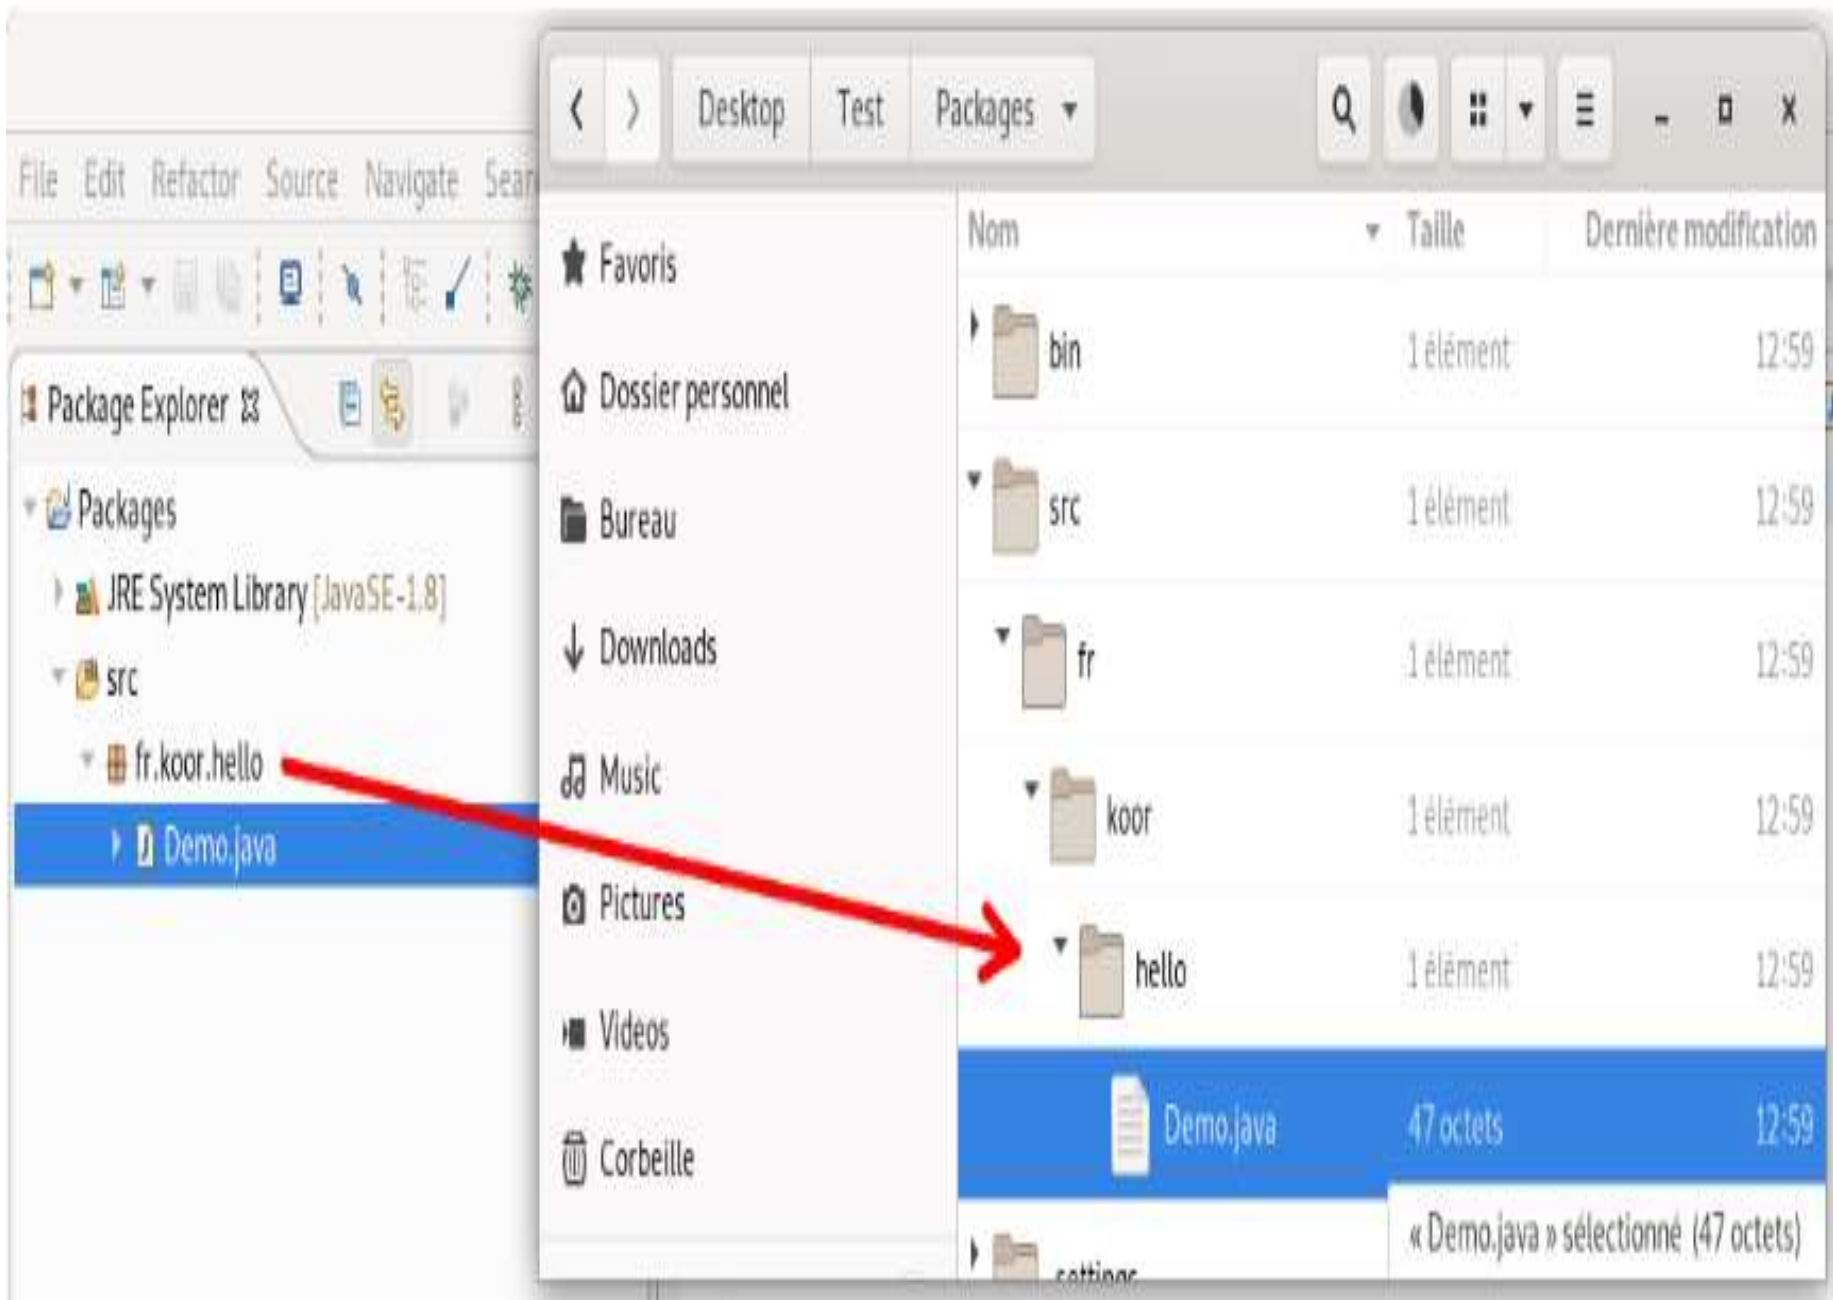 File Edit Refactor Source Navigate Sear
Package Explorer
Packages
JRE System Library [JavaSE-1.8]
src
fr.koor.hello
Demo.java
Desktop Test Packages
Favoris
Dossier personnel
Bureau
Downloads
Music
Pictures
Videos
Corbeille
Nom Taille Dernière modification
bin 1 élément 12:59
src 1 élément 12:59
fr 1 élément 12:59
koor 1 élément 12:59
hello 1 élément 12:59
Demo.java 47 octets 12:59
settings
« Demo.java » sélectionné (47 octets)